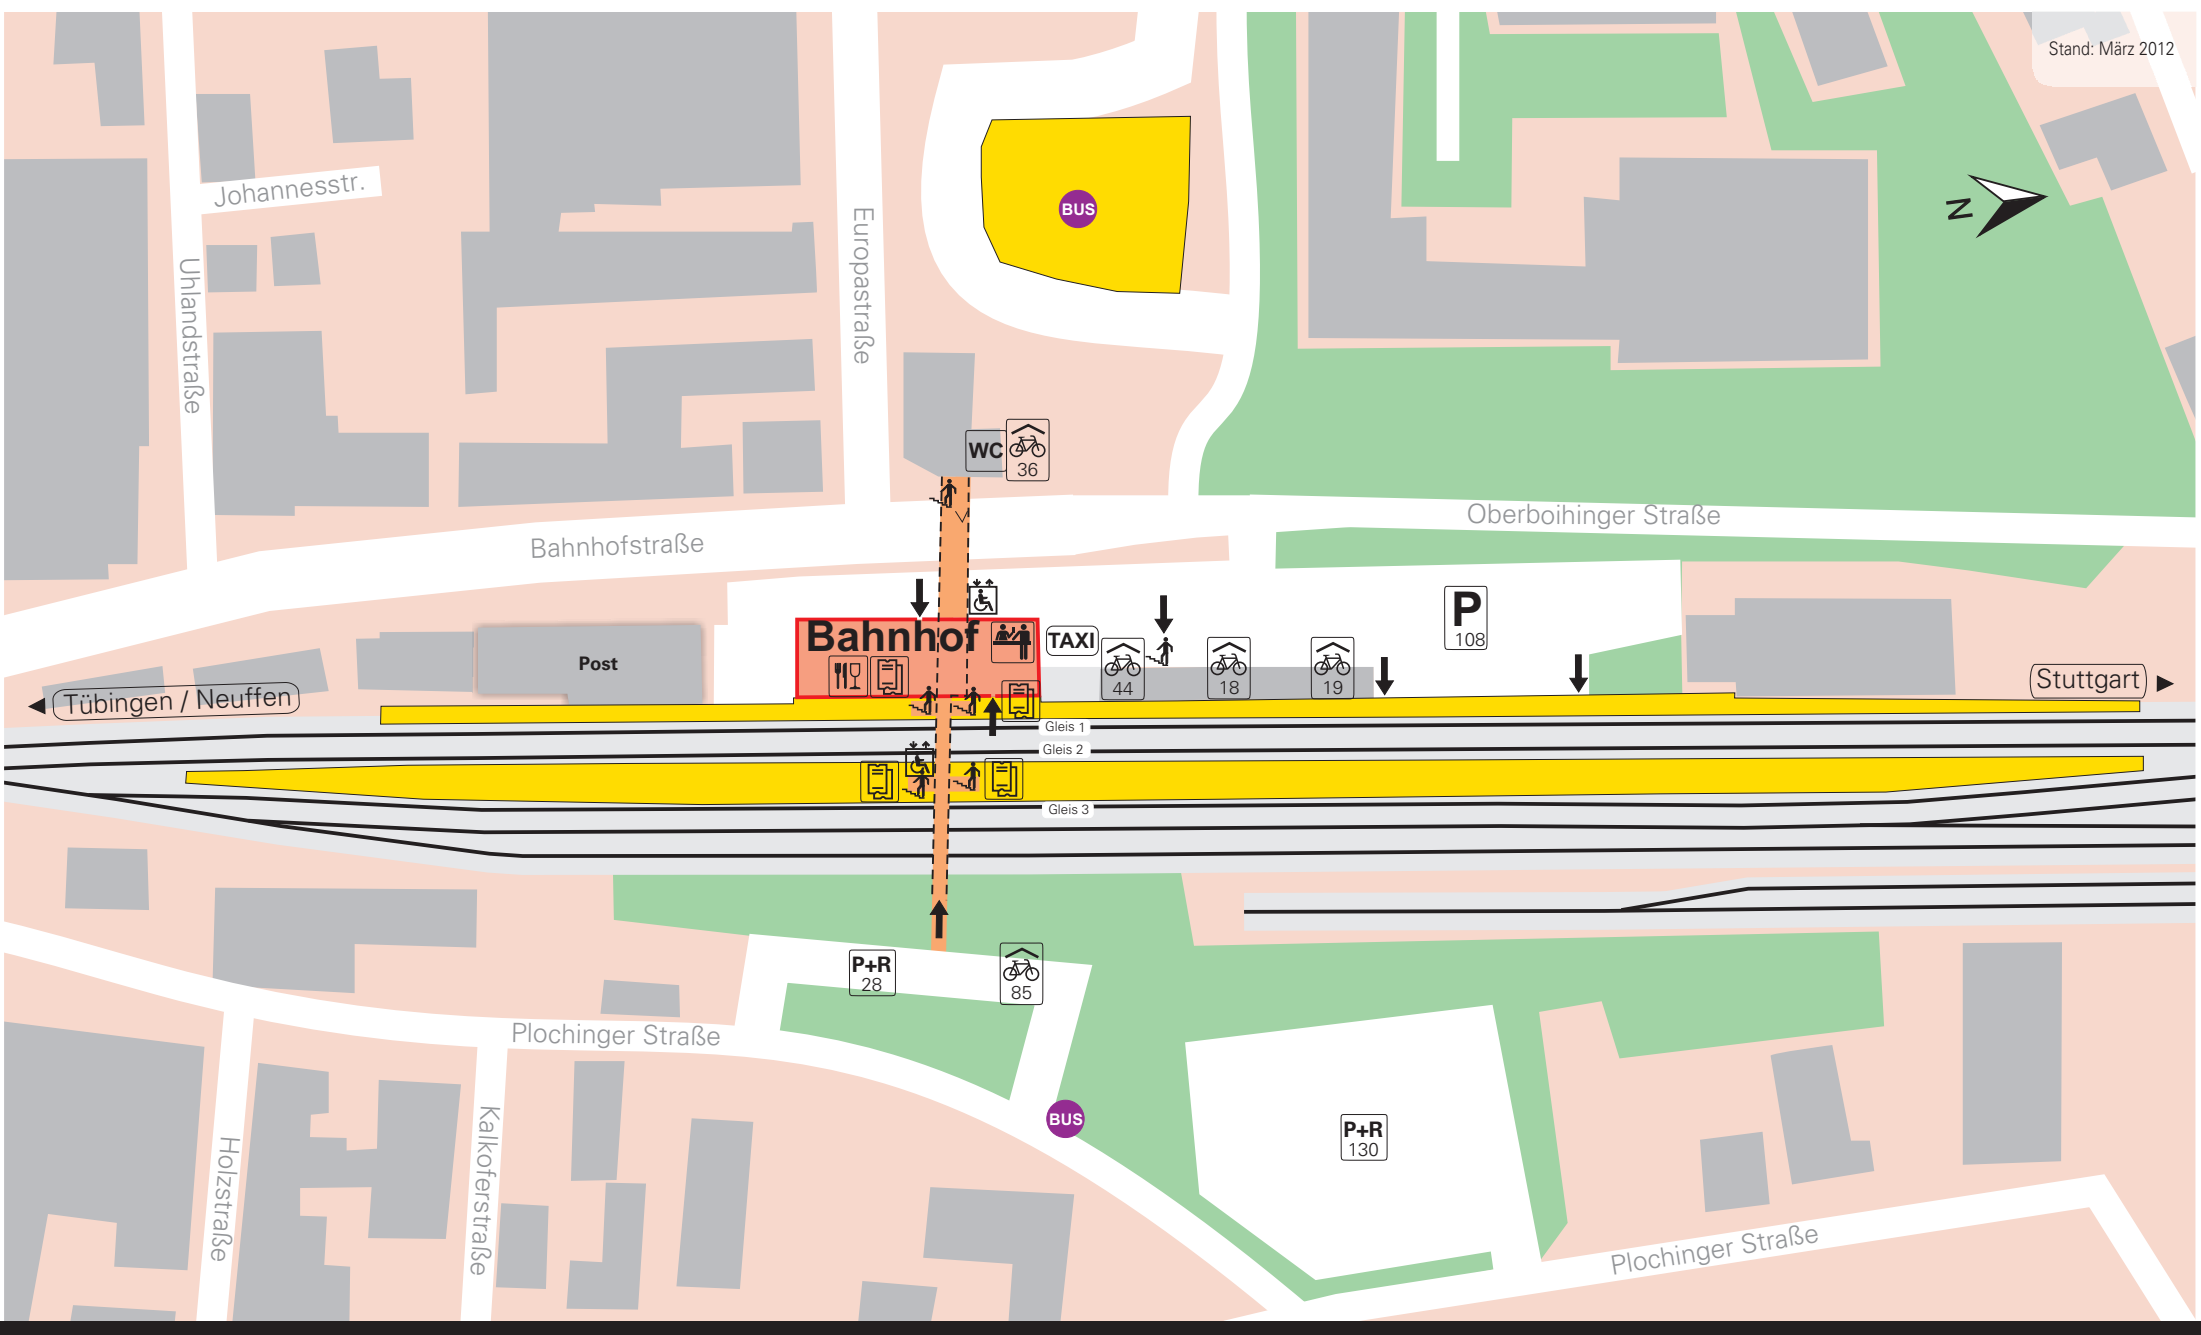 Stand: März 2012
Johannesstr.
BUS
N
Europastraße
Uhlandstraße
WC
36
Oberboihinger Straße
Bahnhofstraße
Bahnhof
TAXI
P
108
Post
44
18
19
Tübingen / Neuffen
Stuttgart
Gleis 1
Gleis 2
Gleis 3
P+R
28
85
Plochinger Straße
BUS
P+R
130
Holzstraße
Kalkoferstraße
Plochinger Straße